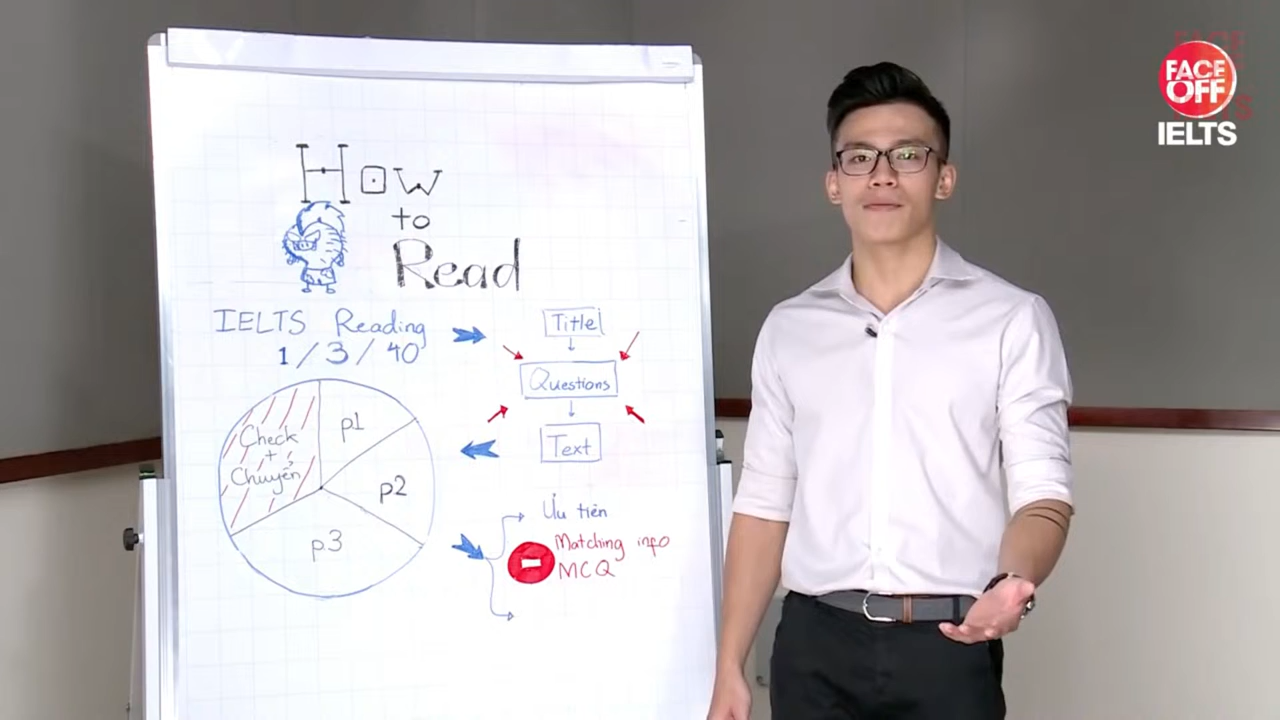 How
to
Read
IELTS Reading
1/3/40
Check
+
Chuyển
p1
p2
p3
Title
Questions
Text
Ưu tiên
Matching info
MCQ
FACE
OFF
IELTS